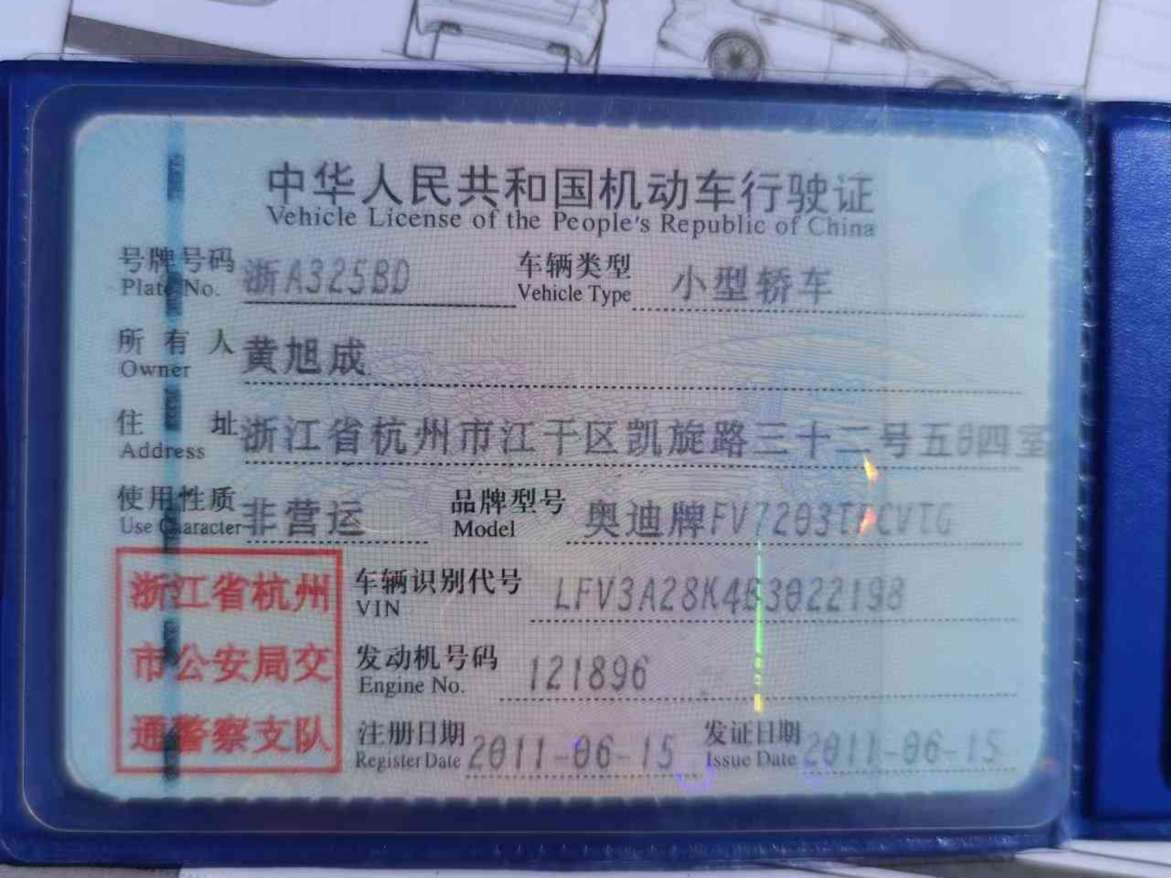 中华人民共和国机动车行驶证
Vehicle License of the People's Republic of China
号牌号码 浙A325BD 车辆类型 小型轿车
Plate No. Vehicle Type
所有人 黄旭成
Owner
住址 浙江省杭州市江干区凯旋路三十二号五0四室
Address
使用性质 非营运 品牌型号 奥迪牌
Use Character Model
浙江省杭州
市公安局交
通警察支队
车辆识别代号
VIN
发动机号码 121896
Engine No.
注册日期 2011-06-15 发证日期 2011-06-15
Register Date Issue Date